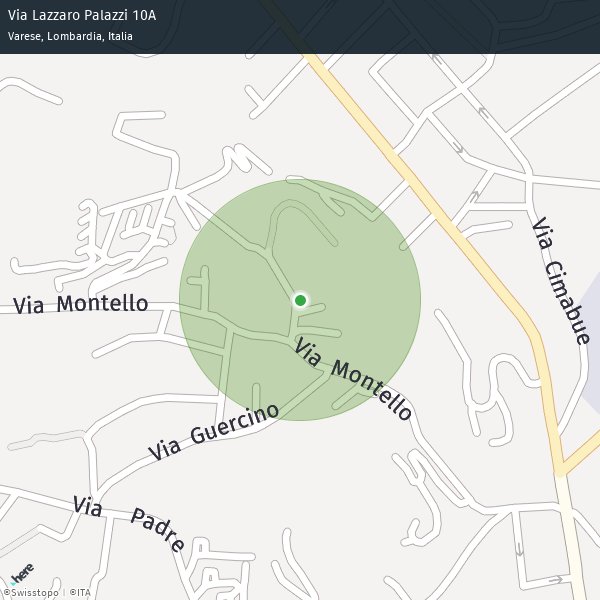 Via Lazzaro Palazzi 10A
Varese, Lombardia, Italia
Via Cimabue
Via Montello
Via Montello
Via Guercino
Via Padre
here
©Swisstopo | ©ITA